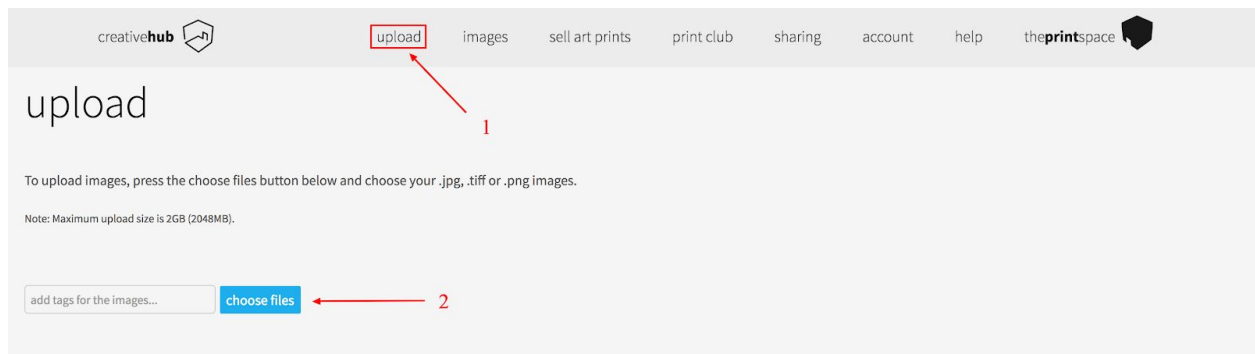 creativehub upload images sell art prints print club sharing account help theprintspace
upload
1
To upload images, press the choose files button below and choose your .jpg, .tiff or .png images.
Note: Maximum upload size is 2GB (2048MB).
add tags for the images... choose files 2